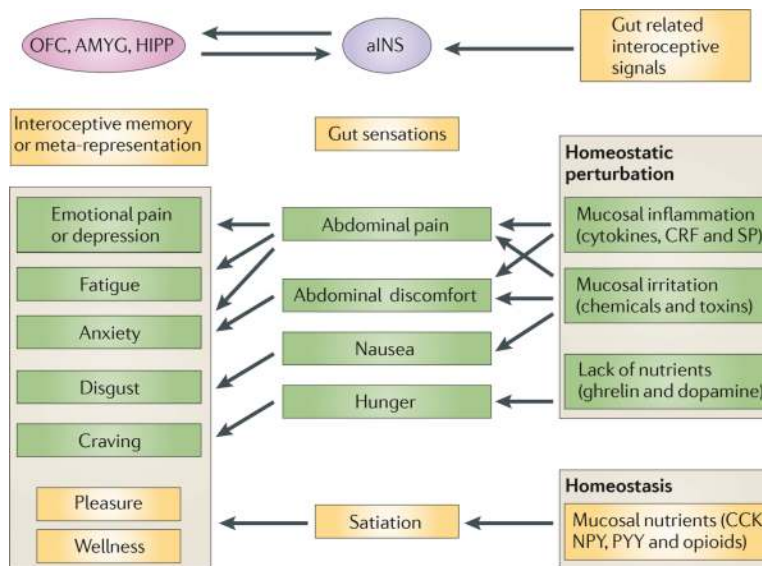 OFC, AMYG, HIPP
aINS
Gut related
interoceptive
signals
Interoceptive memory
or meta-representation
Gut sensations
Homeostatic
perturbation
Emotional pain
or depression
Fatigue
Anxiety
Disgust
Craving
Pleasure
Wellness
Abdominal pain
Abdominal discomfort
Nausea
Hunger
Satiation
Mucosal inflammation
(cytokines, CRF and SP)
Mucosal irritation
(chemicals and toxins)
Lack of nutrients
(ghrelin and dopamine)
Homeostasis
Mucosal nutrients (CCK
NPY, PYY and opioids)